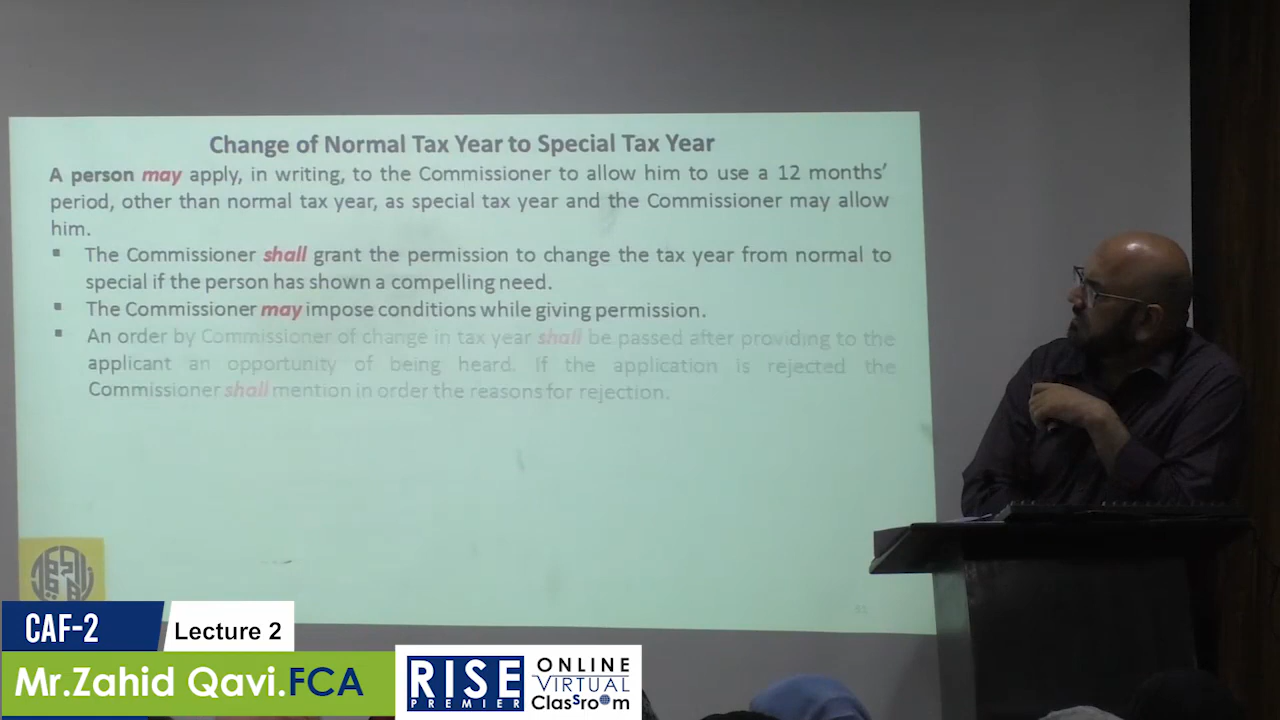 Change of Normal Tax Year to Special Tax Year
A person may apply, in writing, to the Commissioner to allow him to use a 12 months'
period, other than normal tax year, as special tax year and the Commissioner may allow
him.
▪ The Commissioner shall grant the permission to change the tax year from normal to
special if the person has shown a compelling need.
▪ The Commissioner may impose conditions while giving permission.
▪ An order by Commissioner of change in tax year shall be passed after providing to the
applicant an opportunity of being heard. If the application is rejected the
Commissioner shall mention in order the reasons for rejection.
CAF-2
Lecture 2
Mr.Zahid Qavi.FCA
RISE
PREMIER
ONLINE
VIRTUAL
Classroom